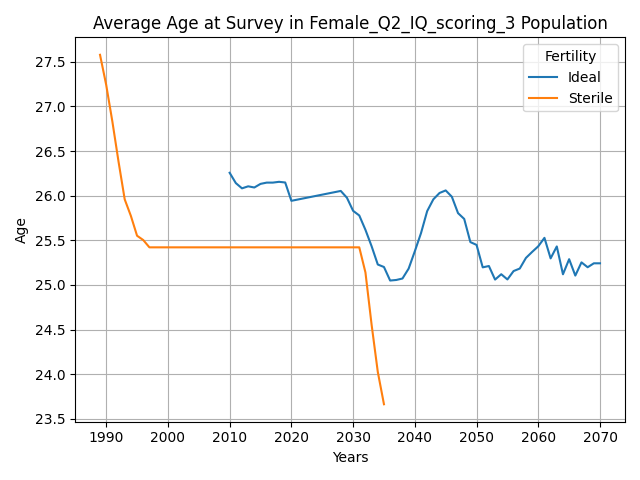 Average Age at Survey in Female_Q2_IQ_scoring_3 Population
Fertility
Ideal
Sterile
27.5
27.0
26.5
26.0
25.5
25.0
24.5
24.0
23.5
Age
1990 2000 2010 2020 2030 2040 2050 2060 2070
Years